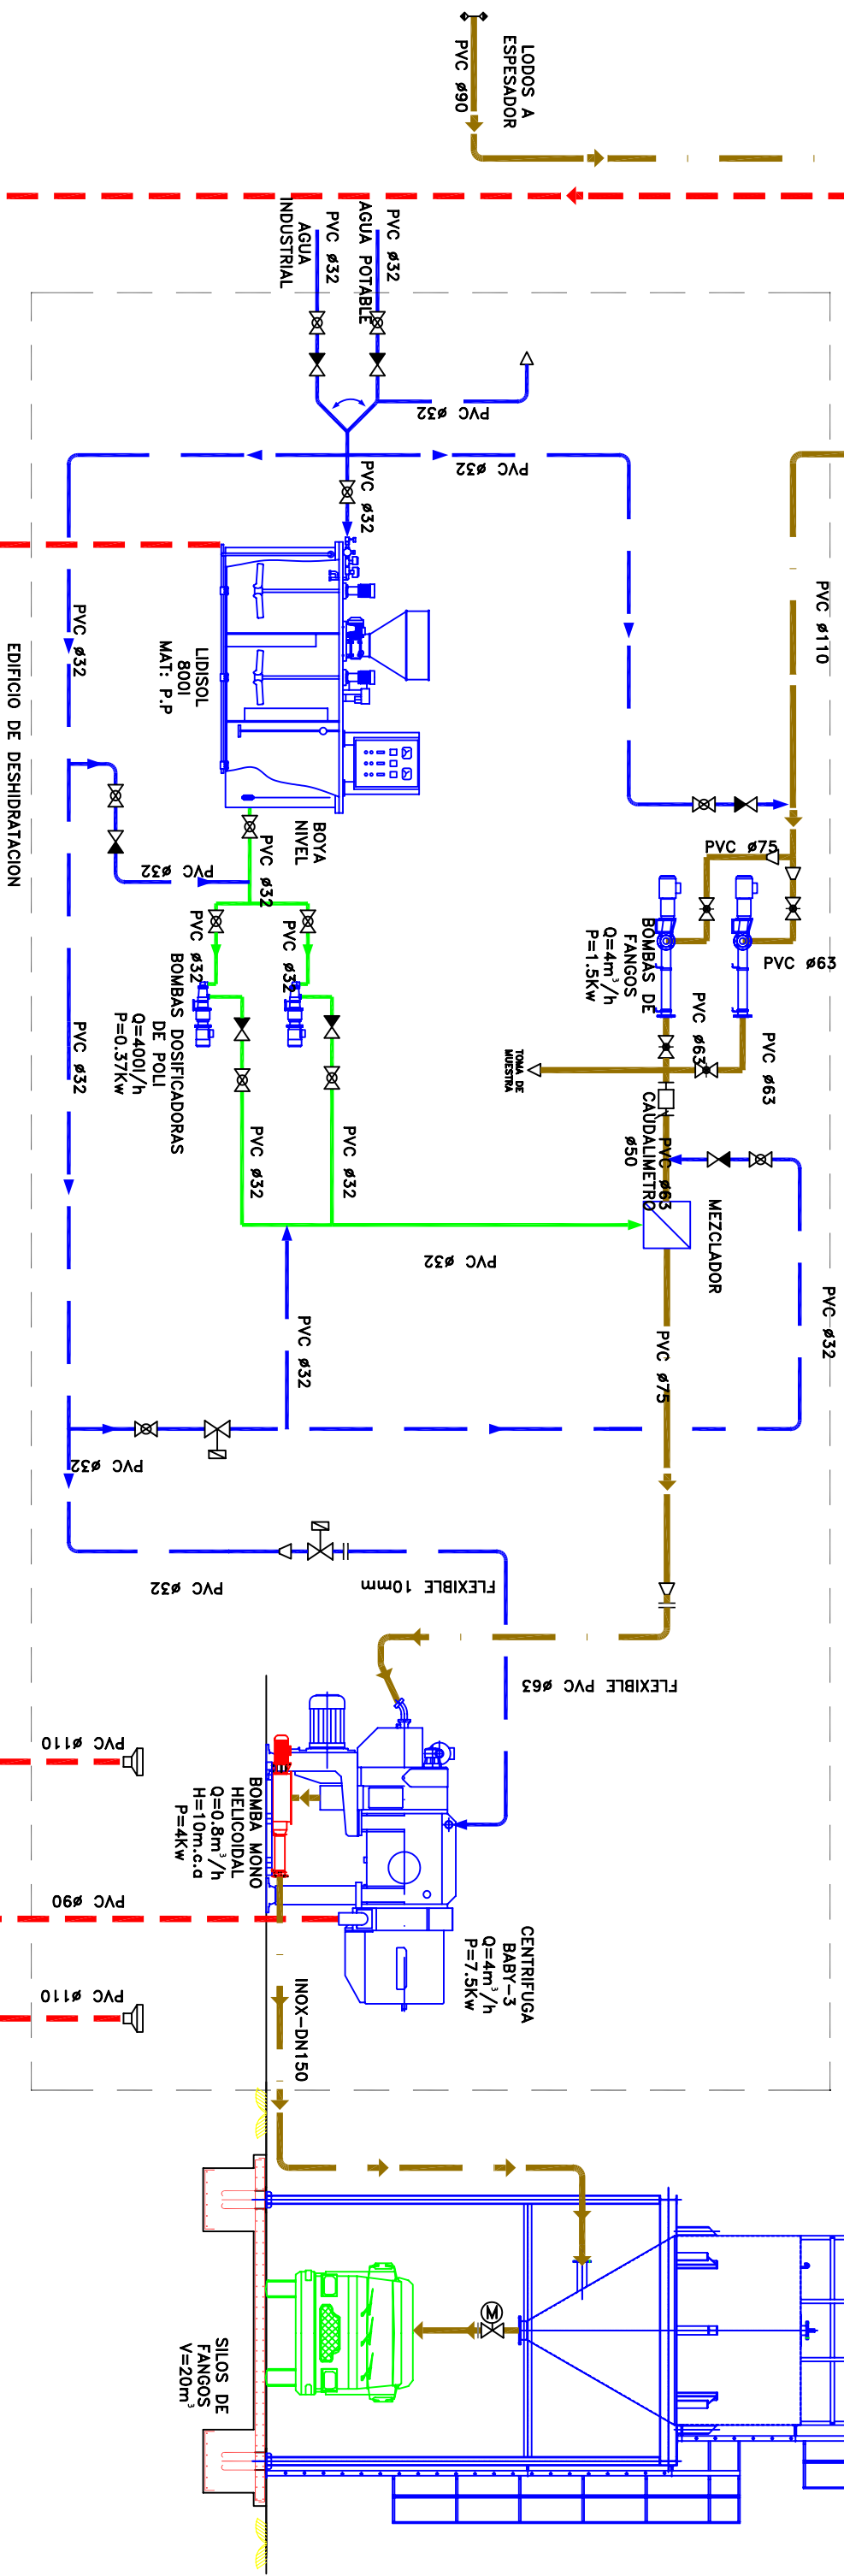 LODOS A
ESPESADOR
PVC ø90
PVC ø32
AGUA POTABLE
PVC ø32
AGUA
INDUSTRIAL
PVC ø32
PVC ø32
PVC ø32
PVC ø110
PVC ø32
LIDISOL
800l
MAT: P.P
EDIFICIO DE DESHIDRATACION
BOYA
NIVEL
PVC ø32
PVC ø32
PVC ø32
PVC ø32
BOMBAS DOSIFICADORAS
DE POLI
Q=400l/h
P=0.37Kw
PVC ø32
PVC ø32
PVC ø32
PVC ø75
PVC ø63
BOMBAS DE
FANGOS
Q=4m³/h
P=1.5Kw
PVC ø63
PVC ø63
TOMA DE
MUESTRA
PVC ø63
CAUDALIMETRO
ø50
MEZCLADOR
PVC ø32
PVC ø32
PVC ø75
PVC ø32
PVC ø32
PVC ø32
FLEXIBLE 10mm
FLEXIBLE PVC ø63
PVC ø110
BOMBA MONO
HELICOIDAL
Q=0.8m³/h
H=10m.c.a
P=4Kw
PVC ø90
CENTRIFUGA
BABY-3
Q=4m³/h
P=7.5Kw
PVC ø110
INOX-DN150
M
SILOS DE
FANGOS
V=20m³